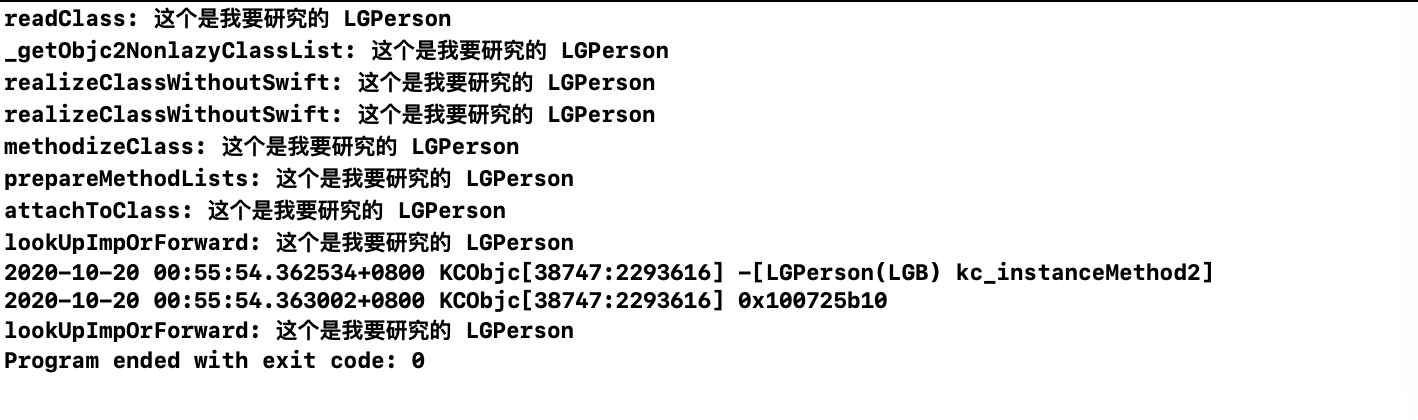 readClass: 这个是我要研究的 LGPerson
_getObjc2NonlazyClassList: 这个是我要研究的 LGPerson
realizeClassWithoutSwift: 这个是我要研究的 LGPerson
realizeClassWithoutSwift: 这个是我要研究的 LGPerson
methodizeClass: 这个是我要研究的 LGPerson
prepareMethodLists: 这个是我要研究的 LGPerson
attachToClass: 这个是我要研究的 LGPerson
lookUpImpOrForward: 这个是我要研究的 LGPerson
2020-10-20 00:55:54.362534+0800 KCObjc[38747:2293616] -[LGPerson(LGB) kc_instanceMethod2]
2020-10-20 00:55:54.363002+0800 KCObjc[38747:2293616] 0x100725b10
lookUpImpOrForward: 这个是我要研究的 LGPerson
Program ended with exit code: 0